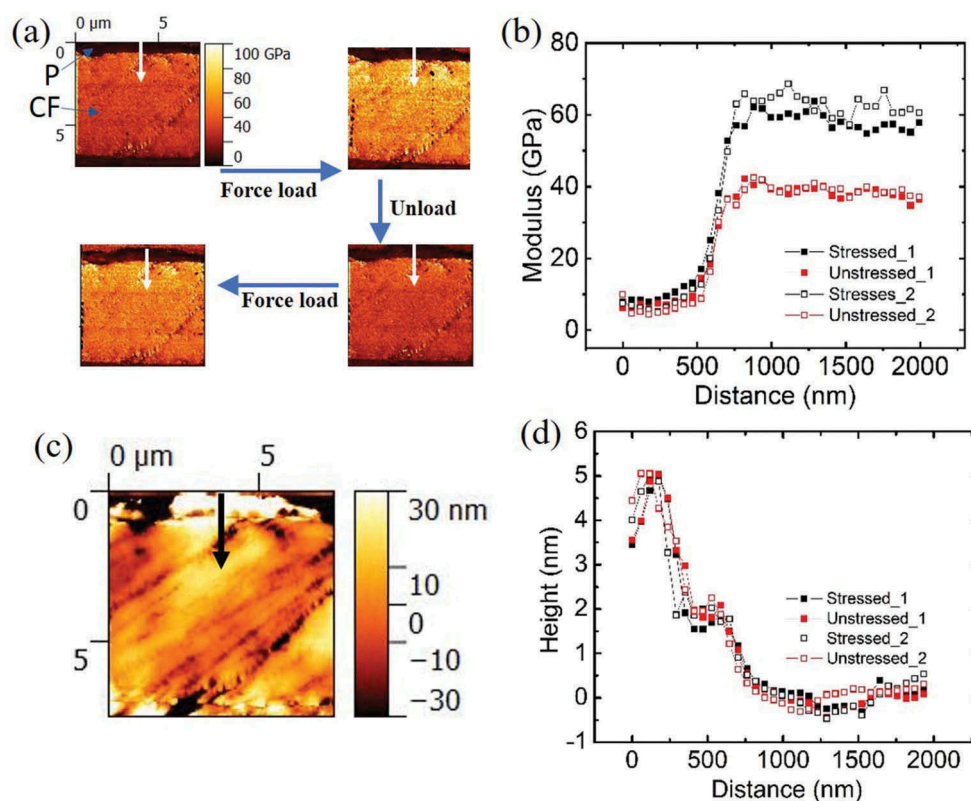 (a)
0 µm 5
0
P
CF
5
100 GPa
80
60
40
20
0
Force load
Unload
Force load
(b)
Modulus (GPa)
80
60
40
20
0
Stressed_1
Unstressed_1
Stresses_2
Unstressed_2
0 500 1000 1500 2000
Distance (nm)
(c)
0 µm 5
0
5
30 nm
10
0
−10
−30
(d)
Height (nm)
6
5
4
3
2
1
0
-1
Stressed_1
Unstressed_1
Stressed_2
Unstressed_2
0 500 1000 1500 2000
Distance (nm)